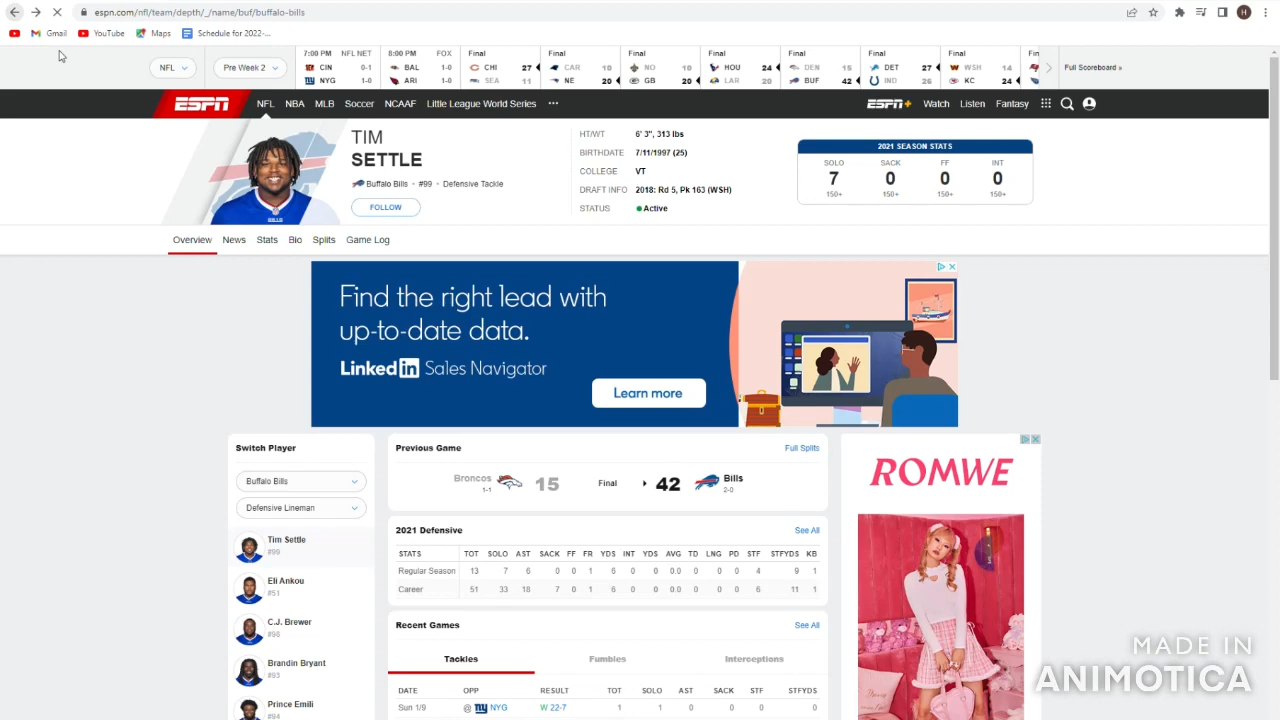 espn.com/nfl/team/depth/_/name/buf/buffalo-bills
H
Gmail YouTube Maps Schedule for 2022-...
NFL Pre Week 2
7:00 PM NFL NET
CIN 0-1
NYG 1-0
8:00 PM FOX
BAL 1-0
ARI 1-0
Final
CHI 27
SEA 11
Final
CAR 10
NE 20
Final
NO 10
GB 20
Final
HOU 24
LAR 20
Final
DEN 15
BUF 42
Final
DET 27
IND 26
Final
WSH 14
KC 24
Full Scoreboard »
ESPN NFL NBA MLB Soccer NCAAF Little League World Series ••• ESPN+ Watch Listen Fantasy
TIM
SETTLE
Buffalo Bills • #99 • Defensive Tackle
FOLLOW
BILLS
HT/WT 6' 3", 313 lbs
BIRTHDATE 7/11/1997 (25)
COLLEGE VT
DRAFT INFO 2018: Rd 5, Pk 163 (WSH)
STATUS Active
2021 SEASON STATS
SOLO SACK FF INT
7 0 0 0
150+ 150+ 150+ 150+
Overview News Stats Bio Splits Game Log
Find the right lead with
up-to-date data.
Linked in Sales Navigator
Learn more
Switch Player
Buffalo Bills
Defensive Lineman
Tim Settle
#99
Eli Ankou
#51
C.J. Brewer
#98
Brandin Bryant
#93
Prince Emili
#94
Previous Game Full Splits
Broncos 15 Final 42 Bills
1-1 2-0
2021 Defensive See All
STATS TOT SOLO AST SACK FF FR YDS INT YDS AVG TD LNG PD STF STFYDS KB
Regular Season 13 7 6 0 0 1 6 0 0 0.0 0 0 0 4 9 1
Career 51 33 18 7 0 1 6 0 0 0.0 0 0 0 6 11 1
Recent Games See All
Tackles Fumbles Interceptions
DATE OPP RESULT TOT SOLO AST SACK STF STFYDS
Sun 1/9 @ NYG W 22-7 1 1 0 0 0 0
ROMWE
MADE IN
ANIMOTICA